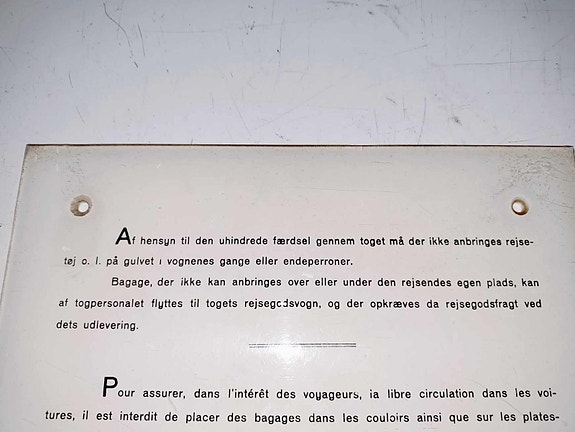 Af hensyn til den uhindrede færdsel gennem toget må der ikke anbringes rejse-
tøj o. l. på gulvet i vognenes gange eller endeperroner.
Bagage, der ikke kan anbringes over eller under den rejsendes egen plads, kan
af togpersonalet flyttes til togets rejsegodsvogn, og der opkræves da rejsegodsfragt ved
dets udlevering.
Pour assurer, dans l'intérêt des voyageurs, la libre circulation dans les voi-
tures, il est interdit de placer des bagages dans les couloirs ainsi que sur les plates-